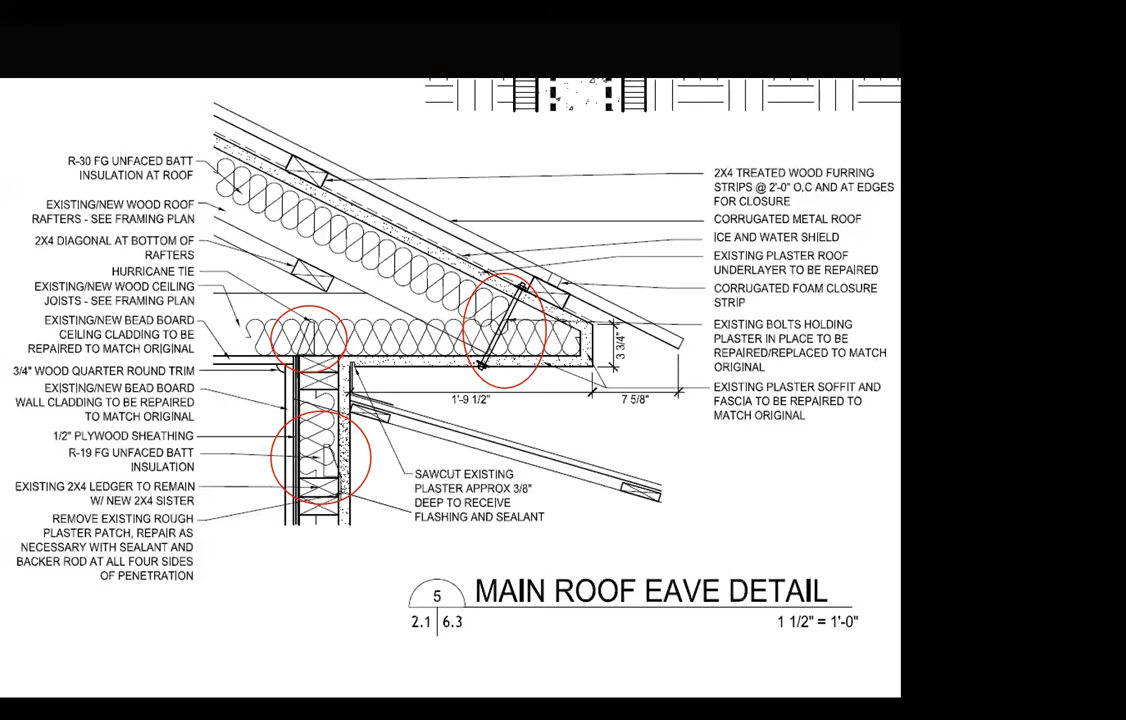 R-30 FG UNFACED BATT
INSULATION AT ROOF
EXISTING/NEW WOOD ROOF
RAFTERS - SEE FRAMING PLAN
2X4 DIAGONAL AT BOTTOM OF
RAFTERS
HURRICANE TIE
EXISTING/NEW WOOD CEILING
JOISTS - SEE FRAMING PLAN
EXISTING/NEW BEAD BOARD
CEILING CLADDING TO BE
REPAIRED TO MATCH ORIGINAL
3/4" WOOD QUARTER ROUND TRIM
EXISTING/NEW BEAD BOARD
WALL CLADDING TO BE REPAIRED
TO MATCH ORIGINAL
1/2" PLYWOOD SHEATHING
R-19 FG UNFACED BATT
INSULATION
EXISTING 2X4 LEDGER TO REMAIN
W/ NEW 2X4 SISTER
REMOVE EXISTING ROUGH
PLASTER PATCH, REPAIR AS
NECESSARY WITH SEALANT AND
BACKER ROD AT ALL FOUR SIDES
OF PENETRATION
2X4 TREATED WOOD FURRING
STRIPS @ 2'-0" O,C AND AT EDGES
FOR CLOSURE
CORRUGATED METAL ROOF
ICE AND WATER SHIELD
EXISTING PLASTER ROOF
UNDERLAYER TO BE REPAIRED
CORRUGATED FOAM CLOSURE
STRIP
EXISTING BOLTS HOLDING
PLASTER IN PLACE TO BE
REPAIRED/REPLACED TO MATCH
ORIGINAL
EXISTING PLASTER SOFFIT AND
FASCIA TO BE REPAIRED TO
MATCH ORIGINAL
3 3/4"
1'-9 1/2"
7 5/8"
SAWCUT EXISTING
PLASTER APPROX 3/8"
DEEP TO RECEIVE
FLASHING AND SEALANT
5
MAIN ROOF EAVE DETAIL
2.1
6.3
1 1/2" = 1'-0"